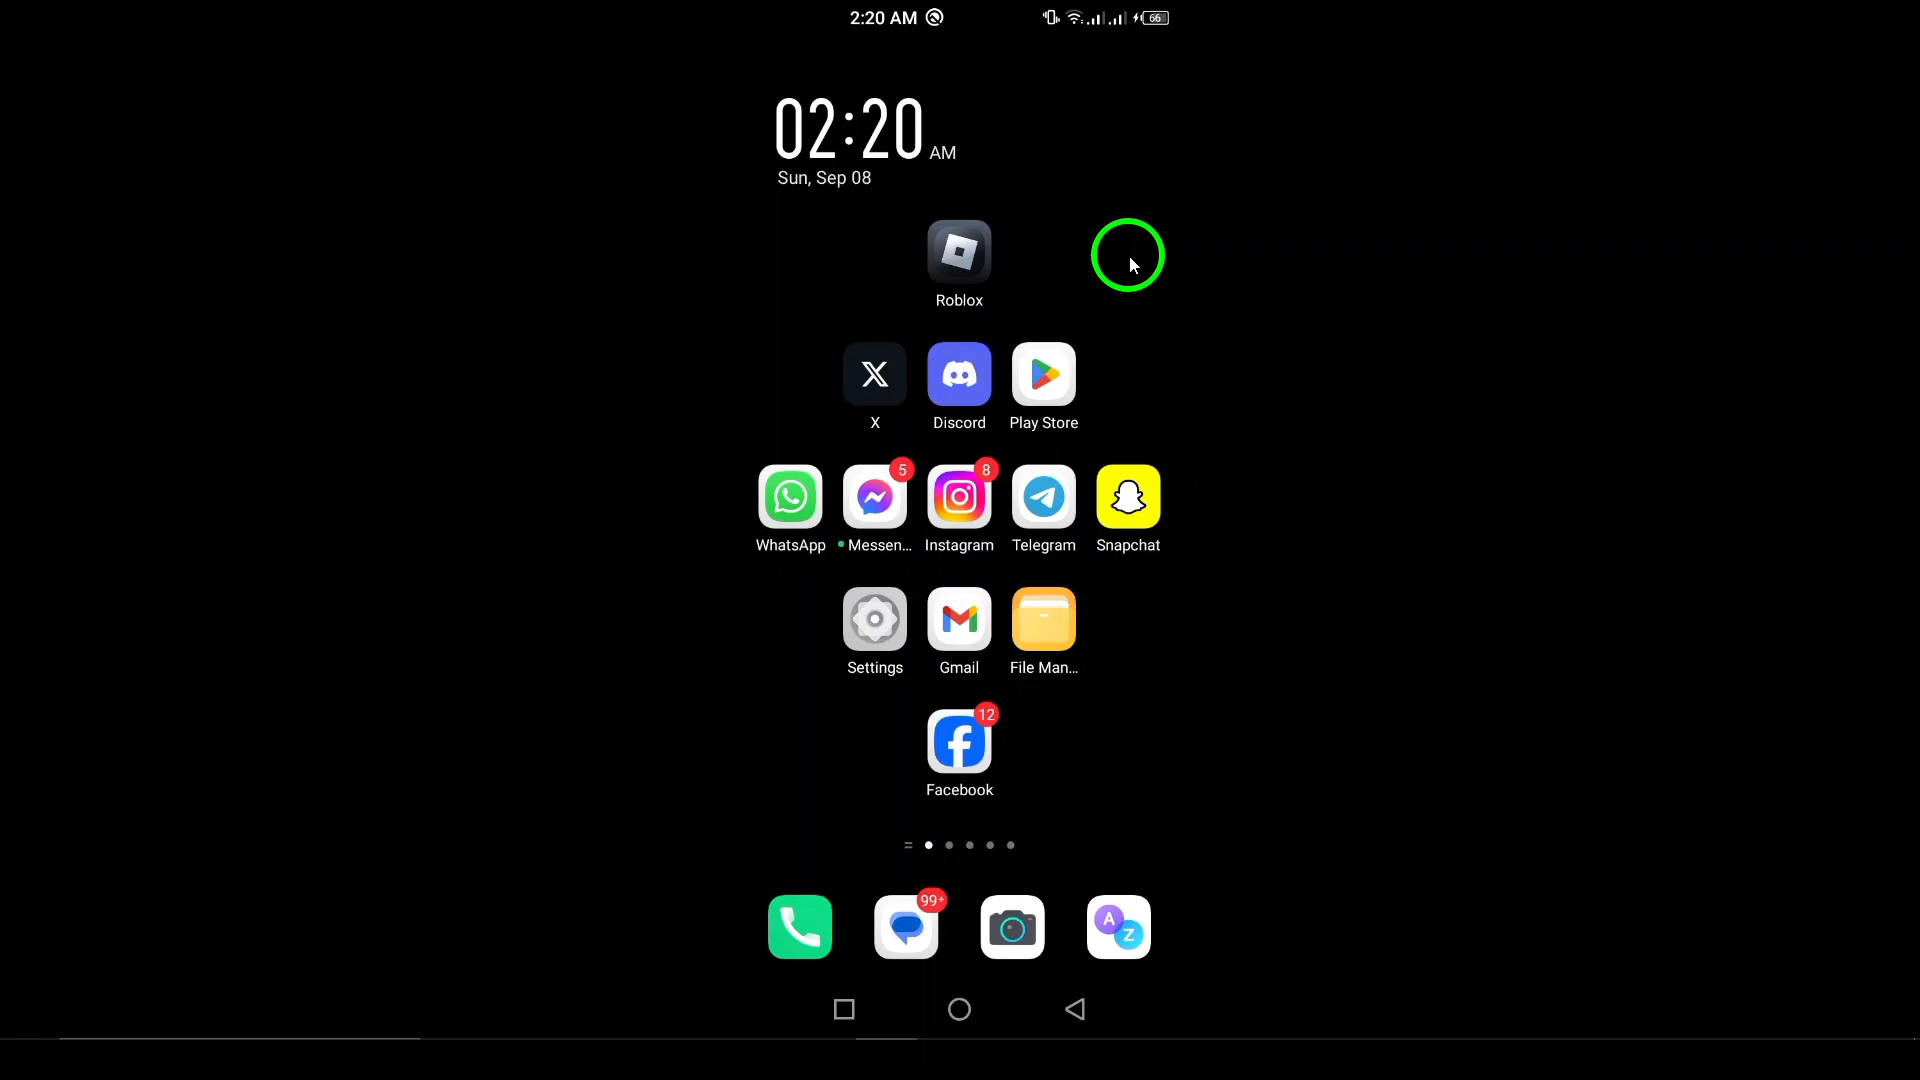 2:20 AM
66
02:20 AM
Sun, Sep 08
Roblox
X
Discord
Play Store
5
8
WhatsApp
Messen...
Instagram
Telegram
Snapchat
Settings
Gmail
File Man...
12
Facebook
99+
A
Z